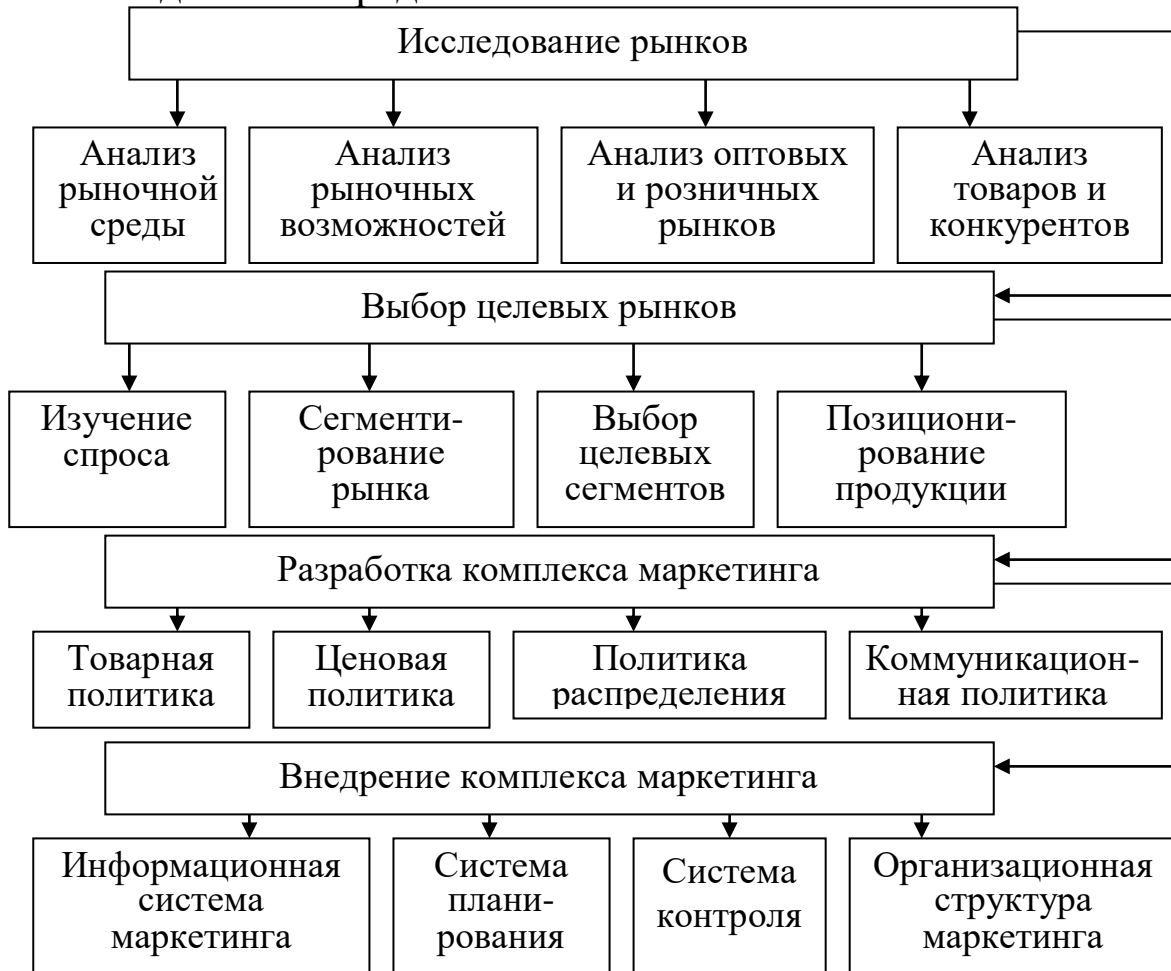 Исследование рынков
Анализ
рыночной
среды
Анализ
рыночных
возможностей
Анализ оптовых
и розничных
рынков
Анализ
товаров и
конкурентов
Выбор целевых рынков
Изучение
спроса
Сегменти-
рование
рынка
Выбор
целевых
сегментов
Позициони-
рование
продукции
Разработка комплекса маркетинга
Товарная
политика
Ценовая
политика
Политика
распределения
Коммуникацион-
ная политика
Внедрение комплекса маркетинга
Информационная
система
маркетинга
Система
плани-
рования
Система
контроля
Организационная
структура
маркетинга